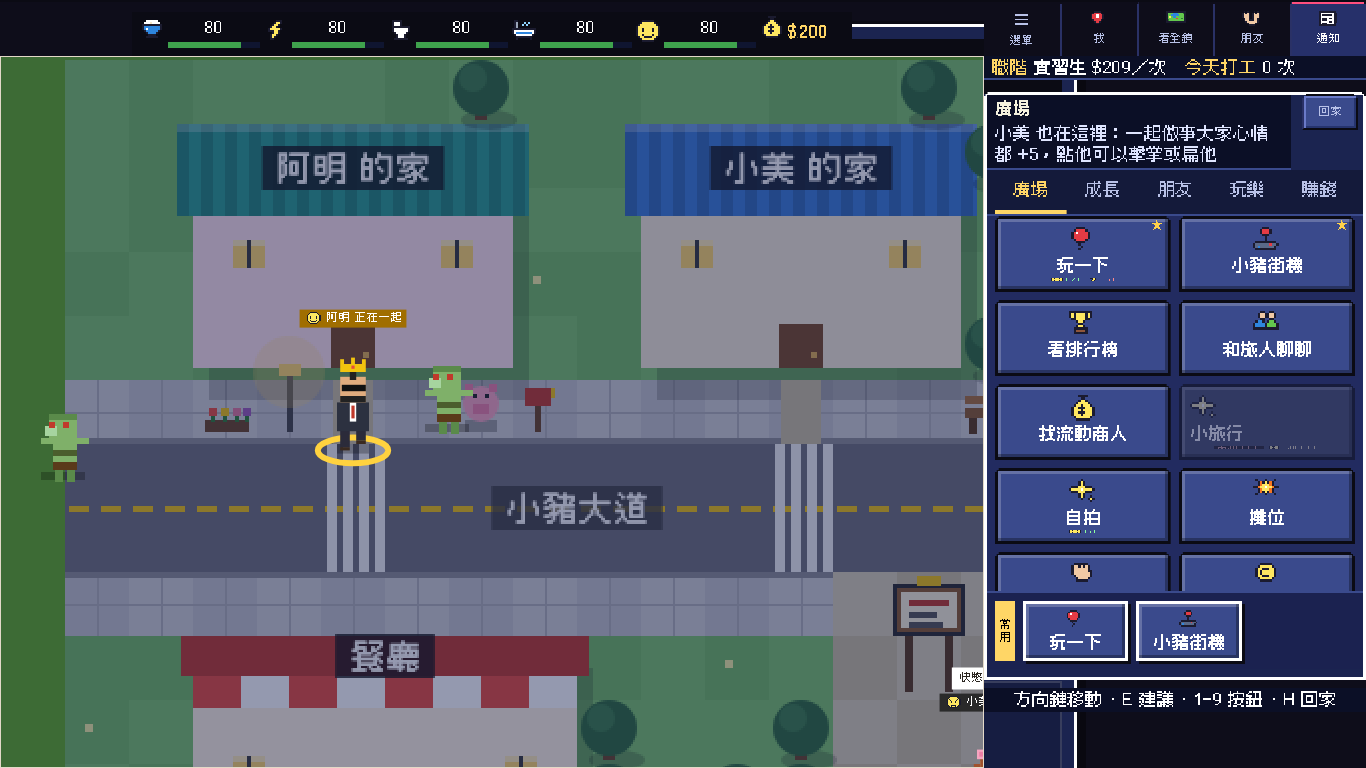 80 80 80 80 80 $200
選單 我 看全鎮 朋友 通知
職階 實習生 $209／次 今天打工 0 次
廣場
回家
小美 也在這裡：一起做事大家心情
都 +5，點他可以擊掌或扁他
廣場 成長 朋友 玩樂 賺錢
玩一下
小豬街機
看排行榜
和旅人聊聊
找流動商人
小旅行
自拍
攤位
常用
玩一下
小豬街機
方向鍵移動 · E 建議 · 1-9 按鈕 · H 回家
阿明 的家
小美 的家
阿明 正在一起
小豬大道
餐廳